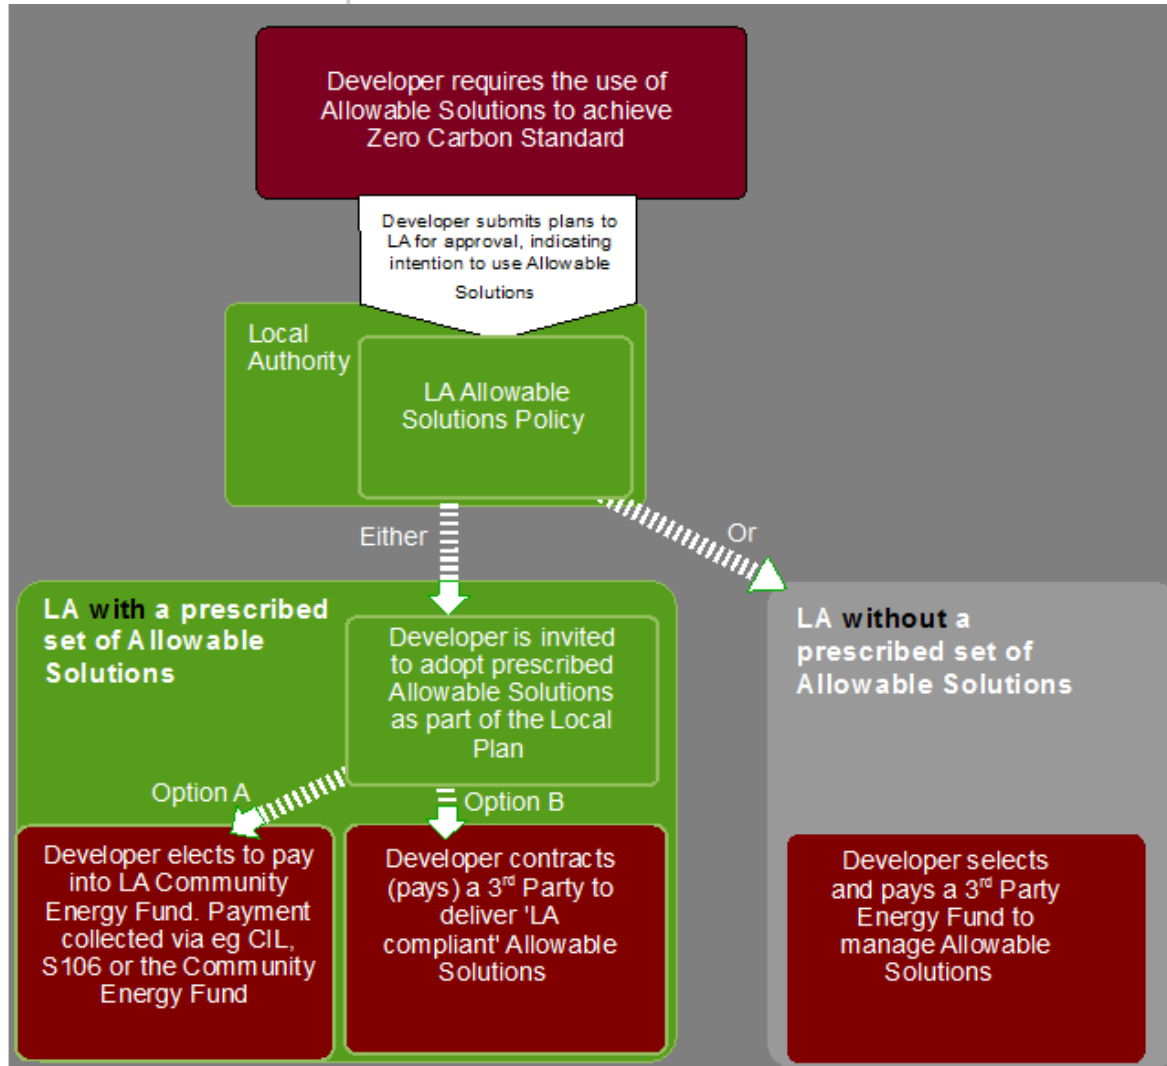 Developer requires the use of
Allowable Solutions to achieve
Zero Carbon Standard
Developer submits plans to
LA for approval, indicating
intention to use Allowable
Solutions
Local
Authority
LA Allowable
Solutions Policy
Either
Or
LA with a prescribed
set of Allowable
Solutions
Developer is invited
to adopt prescribed
Allowable Solutions
as part of the Local
Plan
LA without a
prescribed set of
Allowable Solutions
Option A
Option B
Developer elects to pay
into LA Community
Energy Fund. Payment
collected via eg CIL,
S106 or the Community
Energy Fund
Developer contracts
(pays) a 3rd Party to
deliver 'LA
compliant' Allowable
Solutions
Developer selects
and pays a 3rd Party
Energy Fund to
manage Allowable
Solutions